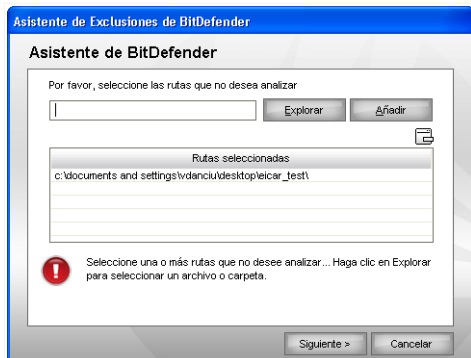 Asistente de Exclusiones de BitDefender
Asistente de BitDefender
Por favor, seleccione las rutas que no desea analizar
Explorar
Añadir
Rutas seleccionadas
c:\documents and settings\vdanciu\desktop\eicar_test\
Seleccione una o más rutas que no desee analizar... Haga clic en Explorar
para seleccionar un archivo o carpeta.
Siguiente >
Cancelar